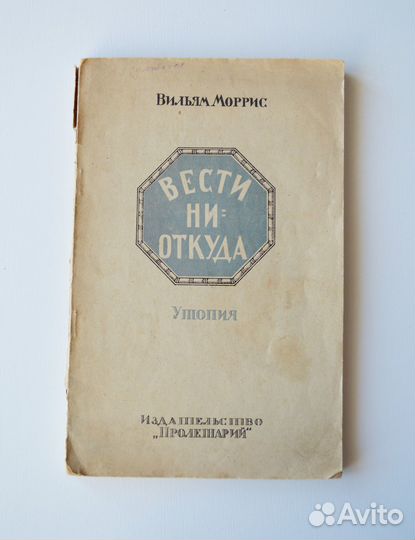 Вильям Моррис
ВЕСТИ
НИ=
ОТКУДА
Утопия
Издательство
„Пролетарий“
Avito